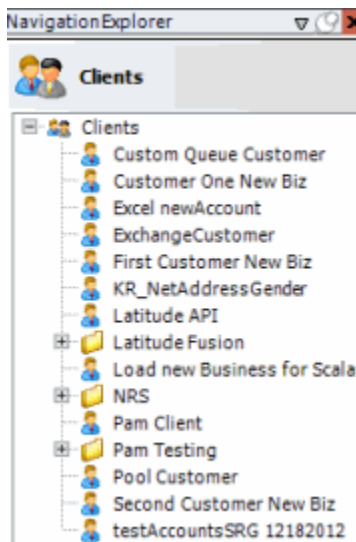 NavigationExplorer
Clients
Clients
Custom Queue Customer
Customer One New Biz
Excel newAccount
ExchangeCustomer
First Customer New Biz
KR_NetAddressGender
Latitude API
Latitude Fusion
Load new Business for Scala
NRS
Pam Client
Pam Testing
Pool Customer
Second Customer New Biz
testAccountsSRG 12182012